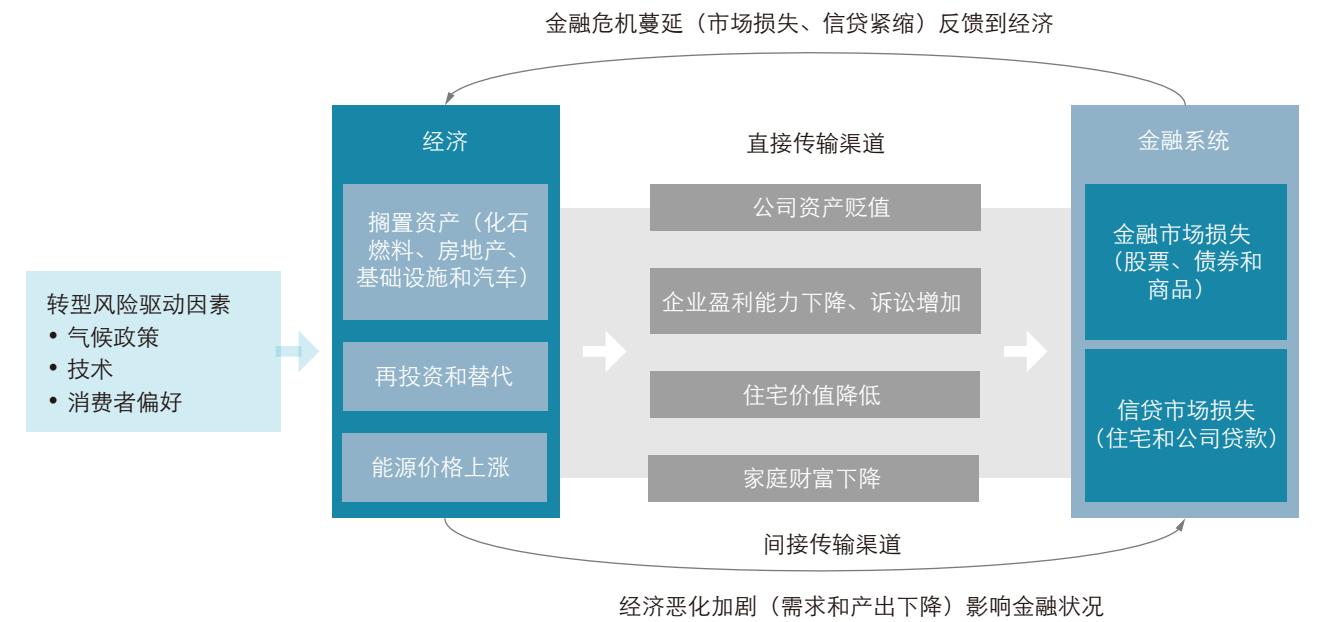 金融危机蔓延（市场损失、信贷紧缩）反馈到经济
转型风险驱动因素
• 气候政策
• 技术
• 消费者偏好
经济
搁置资产（化石
燃料、房地产、
基础设施和汽车）
再投资和替代
能源价格上涨
直接传输渠道
公司资产贬值
企业盈利能力下降、诉讼增加
住宅价值降低
家庭财富下降
间接传输渠道
金融系统
金融市场损失
（股票、债券和
商品）
信贷市场损失
（住宅和公司贷款）
经济恶化加剧（需求和产出下降）影响金融状况